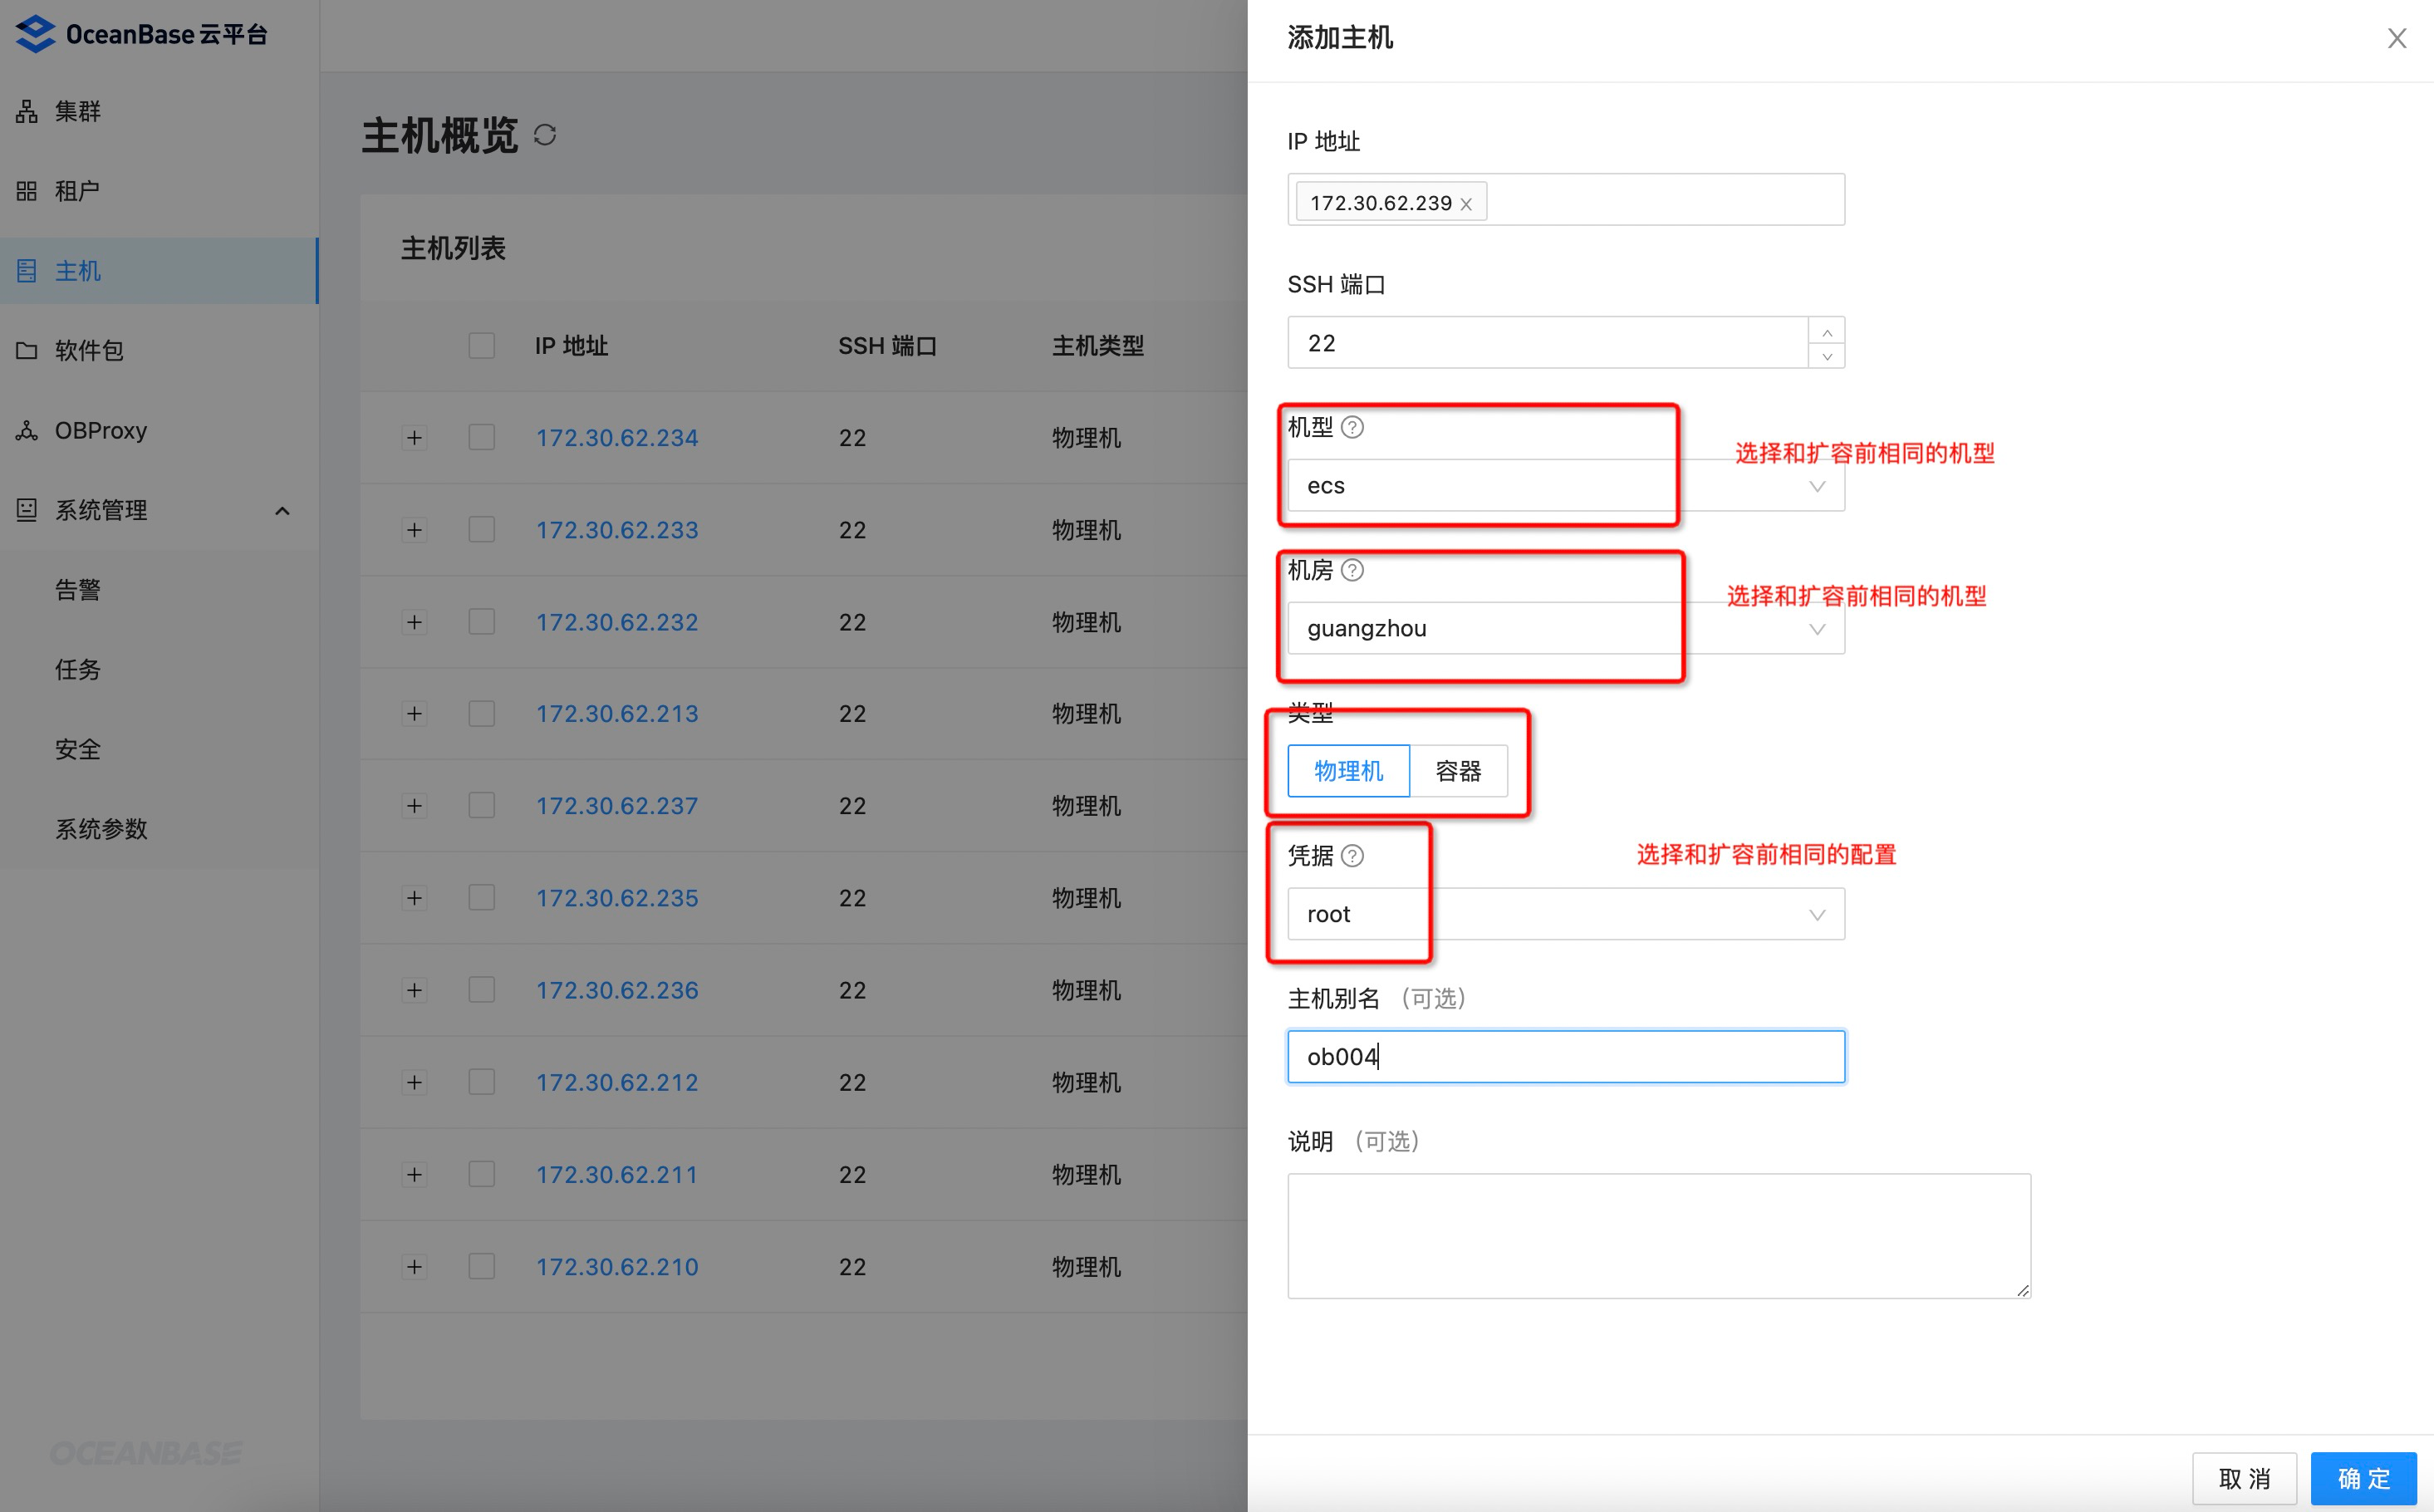 OceanBase 云平台
集群
租户
主机
软件包
OBProxy
系统管理
告警
任务
安全
系统参数
OCEANBASE
主机概览
主机列表
IP 地址 SSH 端口 主机类型
172.30.62.234 22 物理机
172.30.62.233 22 物理机
172.30.62.232 22 物理机
172.30.62.213 22 物理机
172.30.62.237 22 物理机
172.30.62.235 22 物理机
172.30.62.236 22 物理机
172.30.62.212 22 物理机
172.30.62.211 22 物理机
172.30.62.210 22 物理机
添加主机
IP 地址
172.30.62.239
SSH 端口
22
机型
选择和扩容前相同的机型
ecs
机房
选择和扩容前相同的机型
guangzhou
类型
物理机 容器
凭据
选择和扩容前相同的配置
root
主机别名 （可选）
ob004
说明 （可选）
取 消 确 定